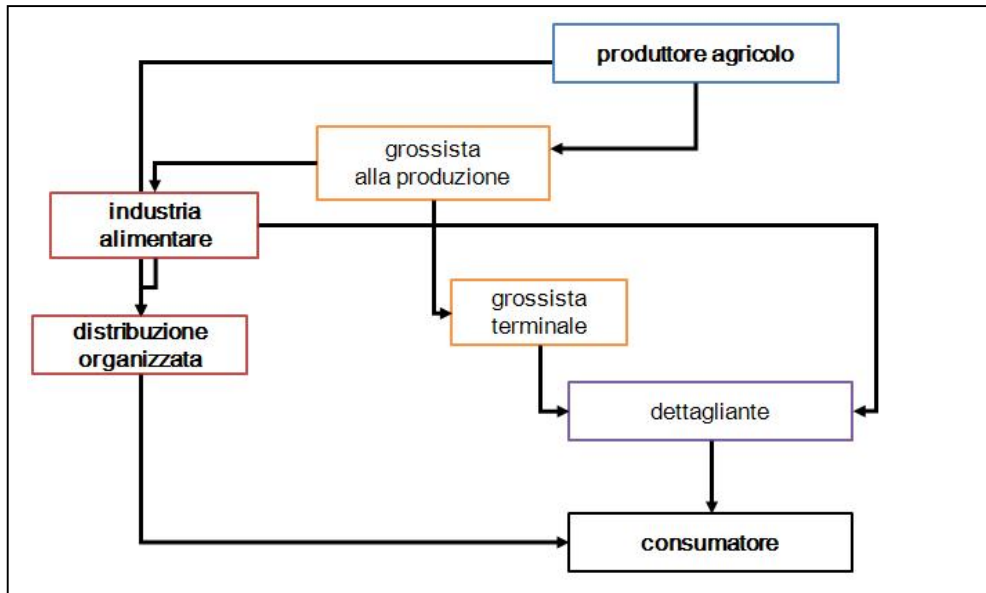 produttore agricolo
grossista
alla produzione
industria
alimentare
grossista
terminale
distribuzione
organizzata
dettagliante
consumatore